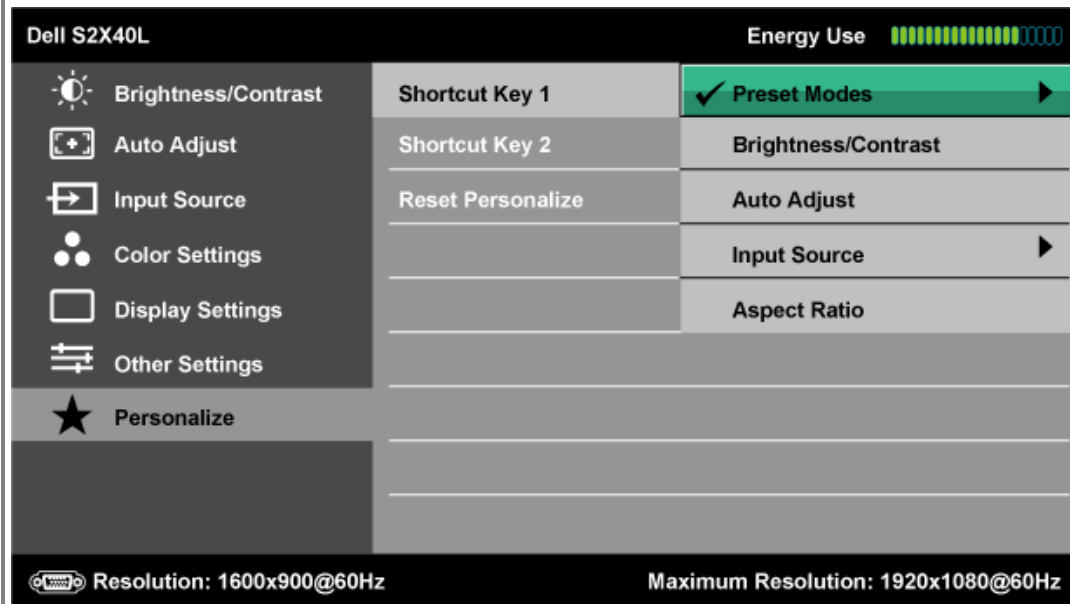 Dell S2X40L Energy Use
Brightness/Contrast Shortcut Key 1 Preset Modes
Auto Adjust Shortcut Key 2 Brightness/Contrast
Input Source Reset Personalize Auto Adjust
Color Settings Input Source
Display Settings Aspect Ratio
Other Settings
Personalize
Resolution: 1600x900@60Hz Maximum Resolution: 1920x1080@60Hz